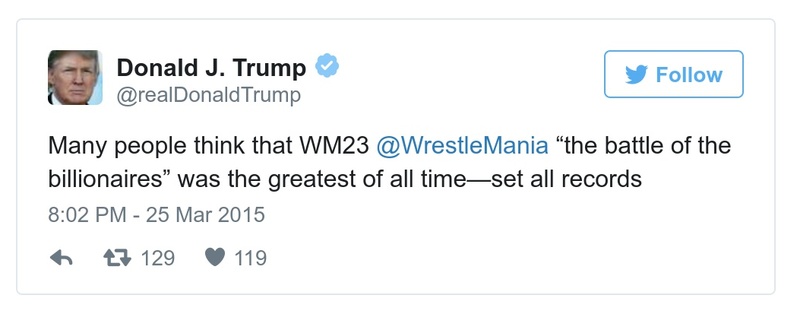 Donald J. Trump
@realDonaldTrump
Follow
Many people think that WM23 @WrestleMania “the battle of the
billionaires” was the greatest of all time—set all records
8:02 PM - 25 Mar 2015
129 119